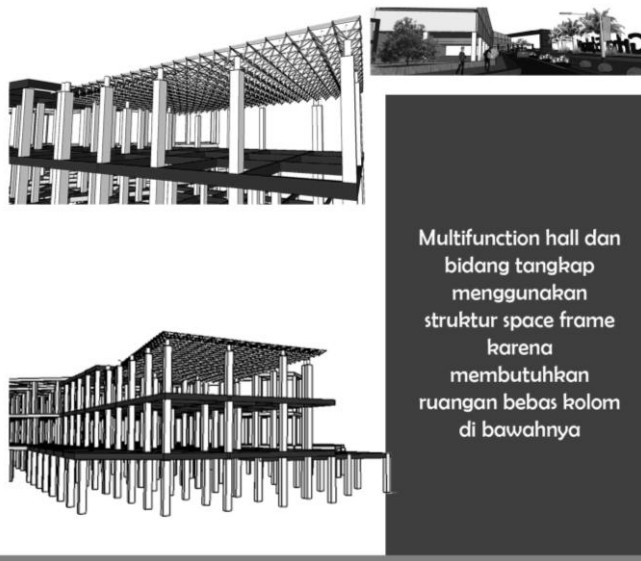 Multifunction hall dan
bidang tangkap
menggunakan
struktur space frame
karena
membutuhkan
ruangan bebas kolom
di bawahnya